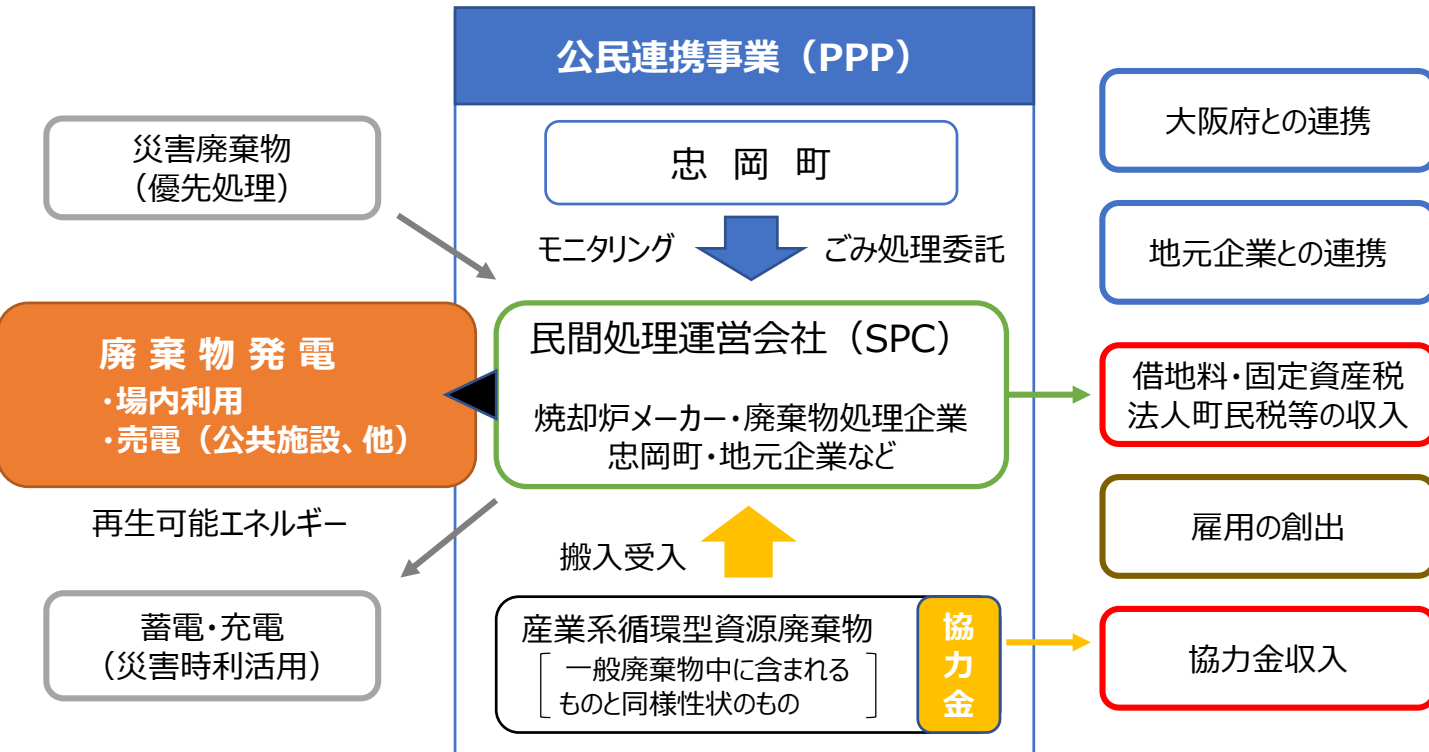 公民連携事業（PPP）
忠 岡 町
モニタリング
ごみ処理委託
災害廃棄物
（優先処理）
廃 棄 物 発 電
・場内利用
・売電（公共施設、他）
再生可能エネルギー
蓄電・充電
（災害時利活用）
民間処理運営会社（SPC）
焼却炉メーカー・廃棄物処理企業
忠岡町・地元企業など
搬入受入
産業系循環型資源廃棄物
一般廃棄物中に含まれる
ものと同様性状のもの
協力金
大阪府との連携
地元企業との連携
借地料・固定資産税
法人町民税等の収入
雇用の創出
協力金収入